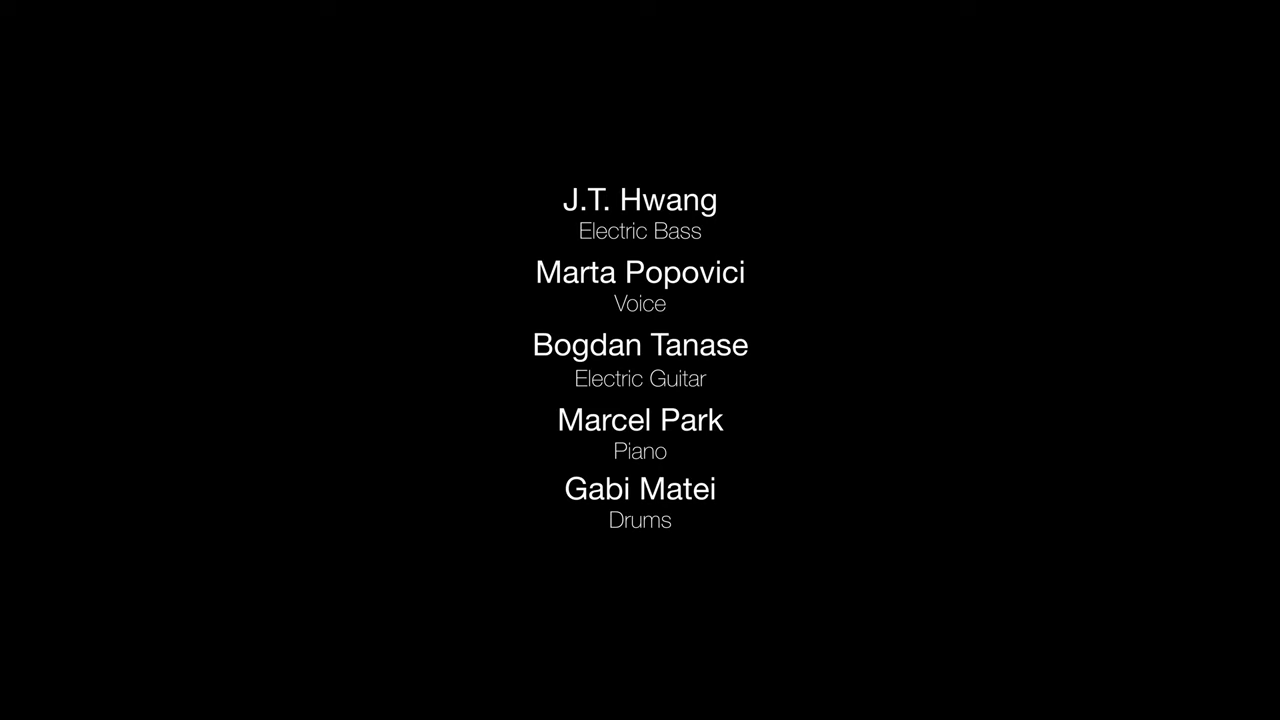 J.T. Hwang
Electric Bass
Marta Popovici
Voice
Bogdan Tanase
Electric Guitar
Marcel Park
Piano
Gabi Matei
Drums